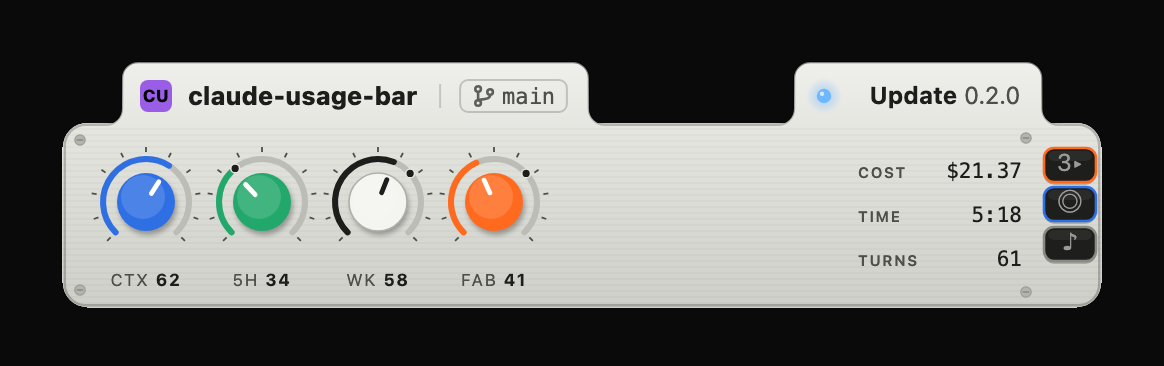 CU claude-usage-bar main
Update 0.2.0
CTX 62 5H 34 WK 58 FAB 41
COST $21.37
TIME 5:18
TURNS 61
3▸
♪